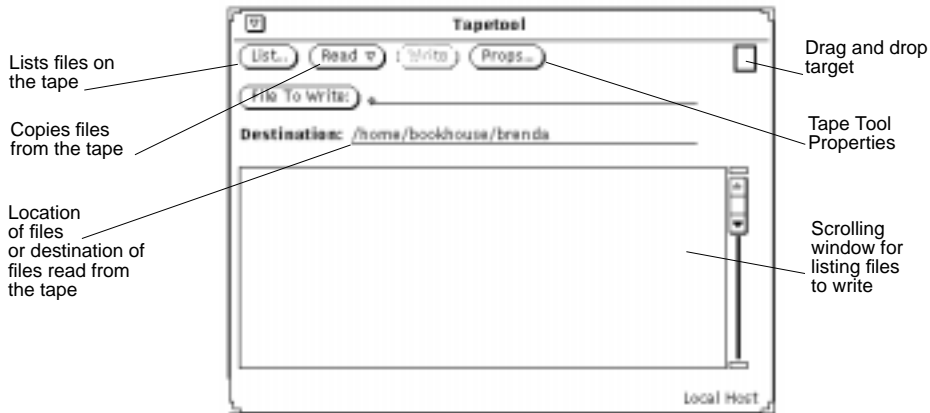 Tapetool
List...
Read
Write
Props...
File To Write:
Destination: /home/bookhouse/brenda
Local Host
Lists files on
the tape
Copies files
from the tape
Location
of files
or destination of
files read from
the tape
Drag and drop
target
Tape Tool
Properties
Scrolling
window for
listing files
to write